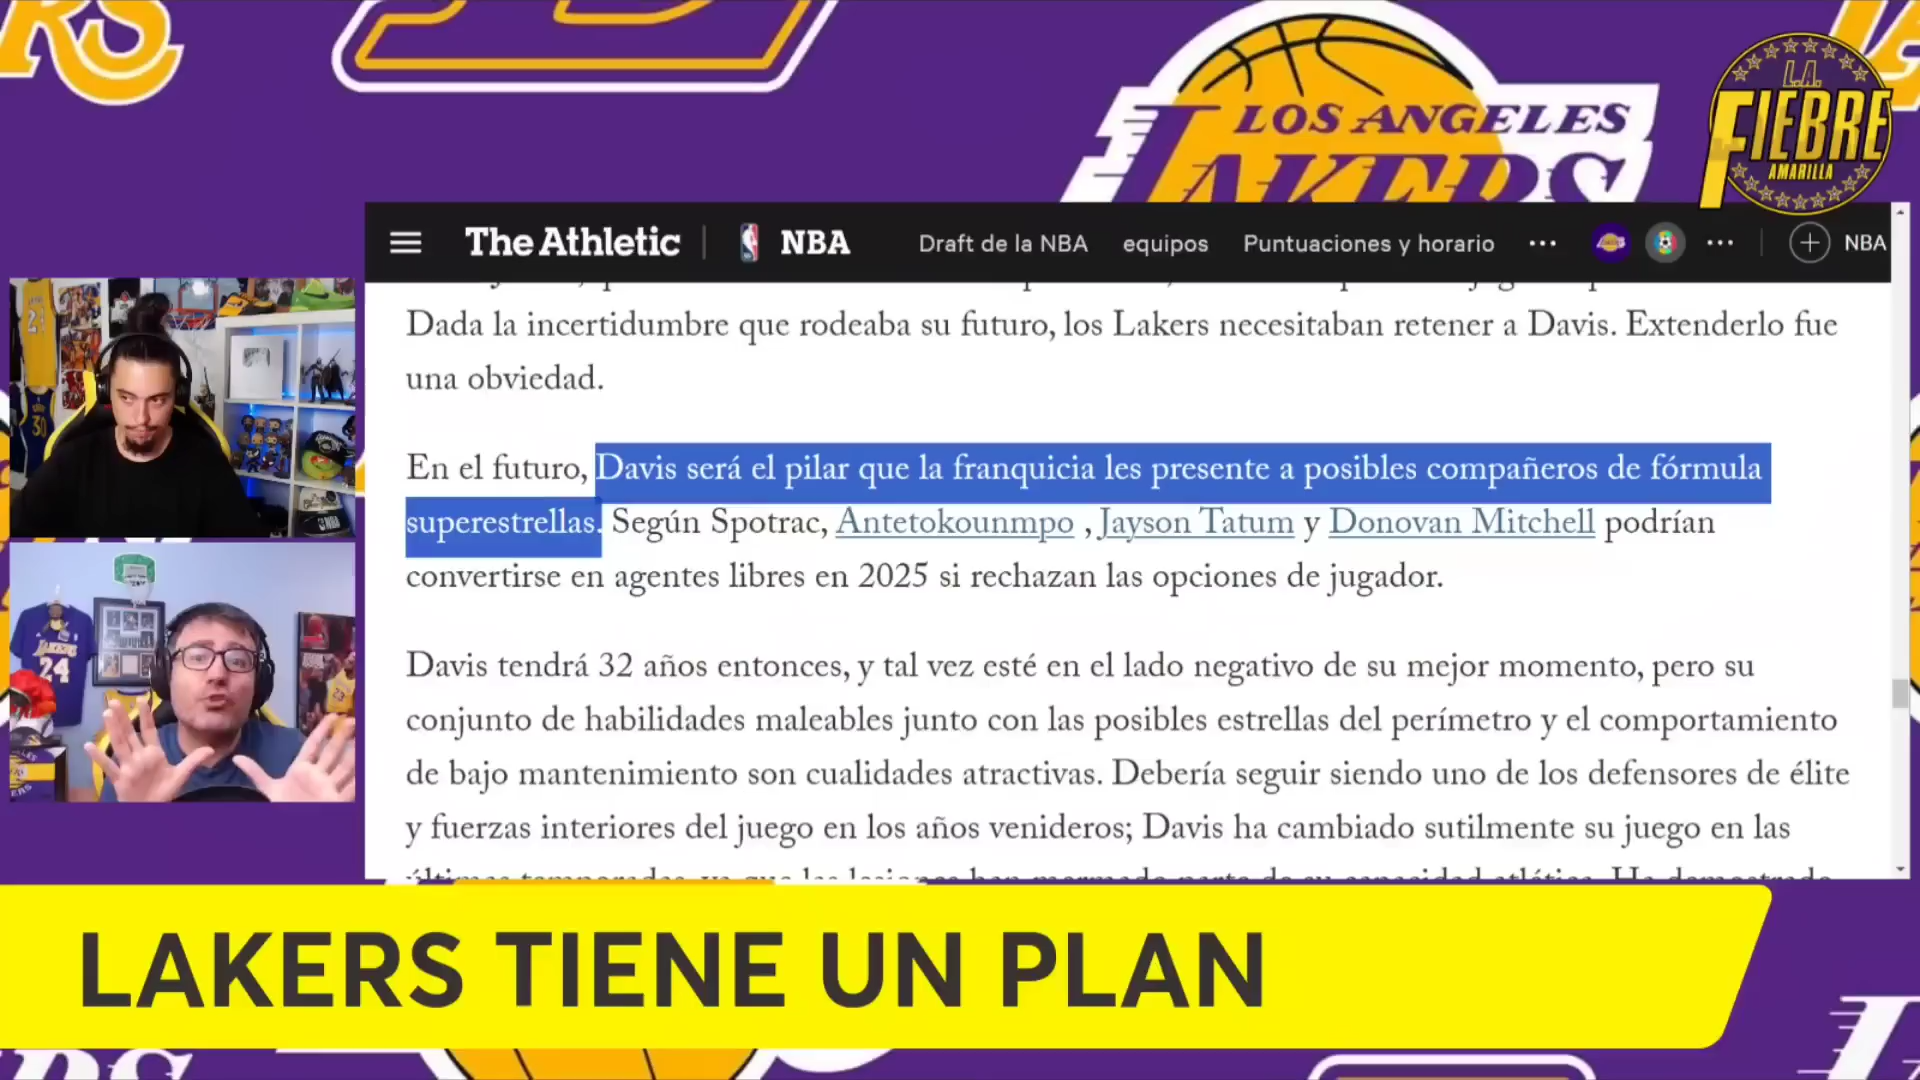 LOS ANGELES
LAKERS
L.A.
FIEBRE
AMARILLA
The Athletic
NBA
Draft de la NBA
equipos
Puntuaciones y horario
NBA
Dada la incertidumbre que rodeaba su futuro, los Lakers necesitaban retener a Davis. Extenderlo fue
una obviedad.
En el futuro, Davis será el pilar que la franquicia les presente a posibles compañeros de fórmula
superestrellas. Según Spotrac, Antetokounmpo , Jayson Tatum y Donovan Mitchell podrían
convertirse en agentes libres en 2025 si rechazan las opciones de jugador.
Davis tendrá 32 años entonces, y tal vez esté en el lado negativo de su mejor momento, pero su
conjunto de habilidades maleables junto con las posibles estrellas del perímetro y el comportamiento
de bajo mantenimiento son cualidades atractivas. Debería seguir siendo uno de los defensores de élite
y fuerzas interiores del juego en los años venideros; Davis ha cambiado sutilmente su juego en las
24
30
LAKERS
24
23
LAKERS TIENE UN PLAN